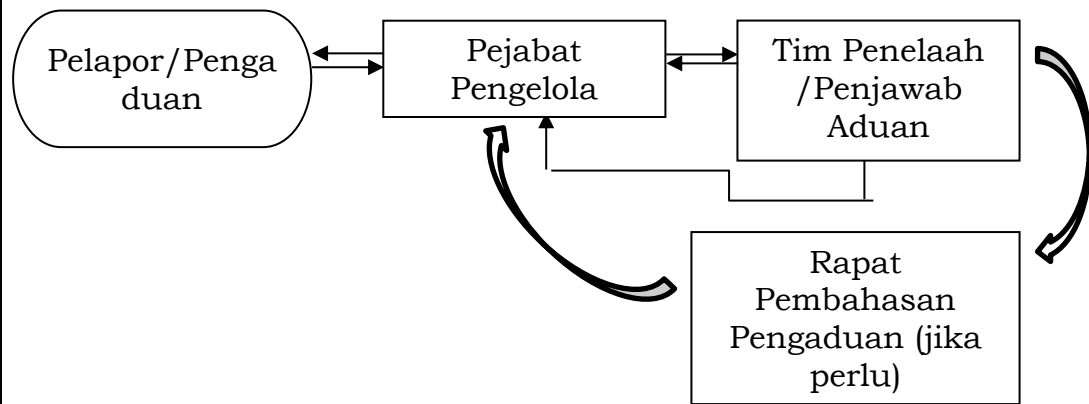 Pelapor/Penga
duan
Pejabat
Pengelola
Tim Penelaah
/Penjawab
Aduan
Rapat
Pembahasan
Pengaduan (jika
perlu)